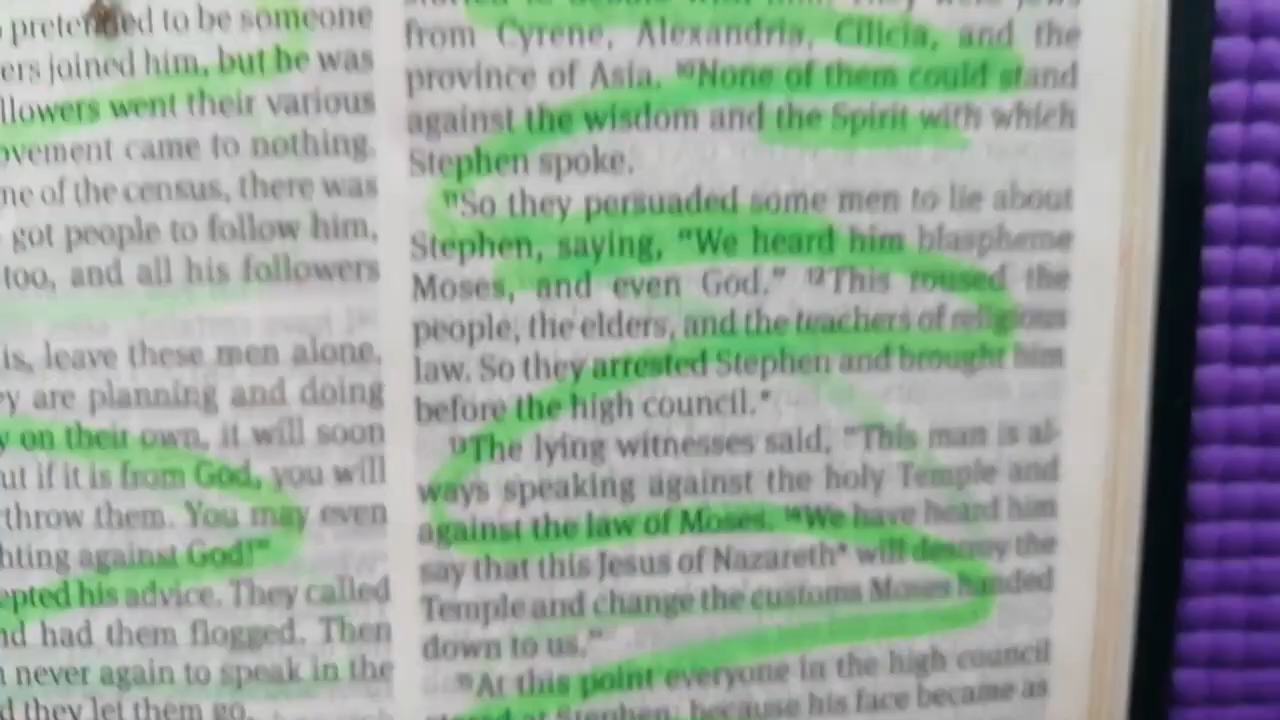 pretended to be someone
ers joined him, but he was
llowers went their various
ovement came to nothing.
me of the census, there was
got people to follow him,
too, and all his followers
is, leave these men alone.
ey are planning and doing
on their own, it will soon
ut if it is from God, you will
throw them. You may even
hting against God!"
epted his advice. They called
nd had them flogged. Then
never again to speak in the
d they let them go.
from Cyrene, Alexandria, Cilicia, and the
province of Asia. 10None of them could stand
against the wisdom and the Spirit with which
Stephen spoke.
11So they persuaded some men to lie about
Stephen, saying, "We heard him blaspheme
Moses, and even God." 12This roused the
people, the elders, and the teachers of religious
law. So they arrested Stephen and brought him
before the high council.*
13The lying witnesses said, "This man is al-
ways speaking against the holy Temple and
against the law of Moses. 14We have heard him
say that this Jesus of Nazareth* will destroy the
Temple and change the customs Moses handed
down to us."
15At this point everyone in the high council
stared at Stephen, because his face became as